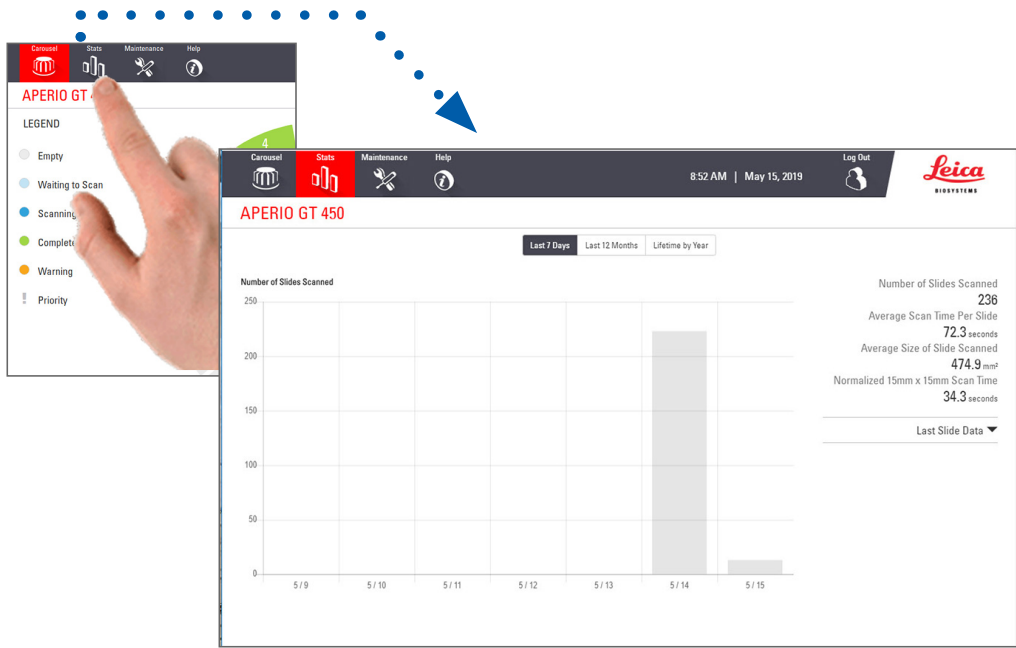 Carousel Stats Maintenance Help
APERIO GT
LEGEND
Empty
Waiting to Scan
Scanning
Complete
Warning
! Priority
4
Carousel Stats Maintenance Help 8:52 AM | May 15, 2019 Log Out
Leica
BIOSYSTEMS
APERIO GT 450
Last 7 Days Last 12 Months Lifetime by Year
Number of Slides Scanned
250
200
150
100
50
0
5 / 9 5 / 10 5 / 11 5 / 12 5 / 13 5 / 14 5 / 15
Number of Slides Scanned
236
Average Scan Time Per Slide
72.3 seconds
Average Size of Slide Scanned
474.9 mm²
Normalized 15mm x 15mm Scan Time
34.3 seconds
Last Slide Data